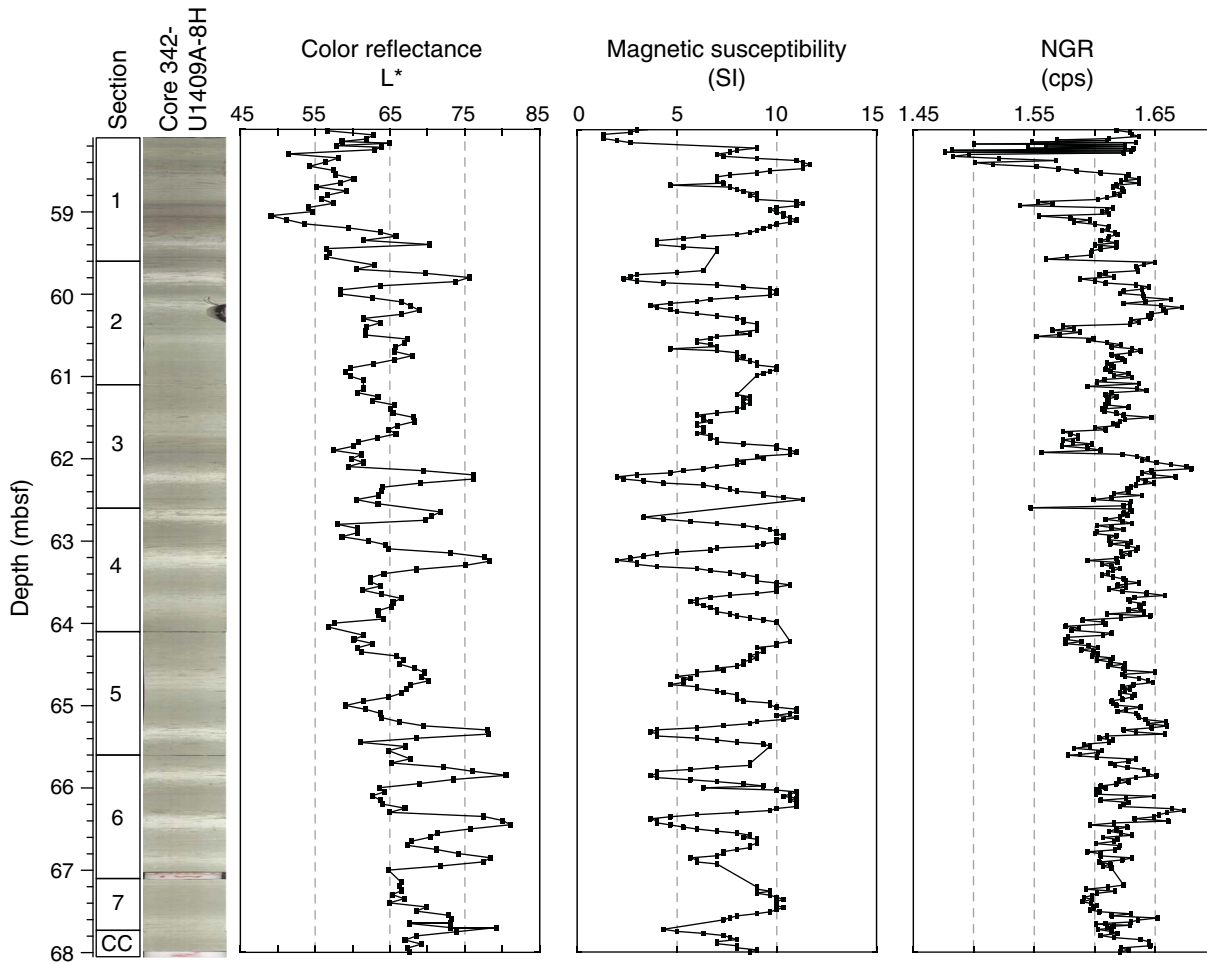 Section
Core 342-
U1409A-8H
Color reflectance
L*
Magnetic susceptibility
(SI)
NGR
(cps)
45 55 65 75 85
0 5 10 15
1.45 1.55 1.65
Depth (mbsf)
59
60
61
62
63
64
65
66
67
68
1
2
3
4
5
6
7
CC